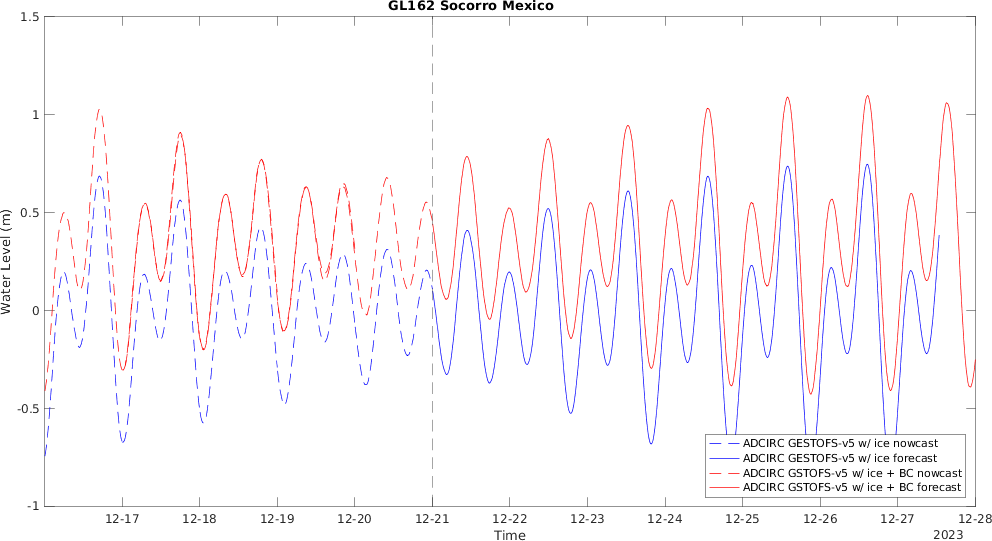 GL162 Socorro Mexico
1.5
1
0.5
0
-0.5
-1
Water Level (m)
12-17 12-18 12-19 12-20 12-21 12-22 12-23 12-24 12-25 12-26 12-27 12-28
Time
2023
ADCIRC GESTOFS-v5 w/ ice nowcast
ADCIRC GESTOFS-v5 w/ ice forecast
ADCIRC GSTOFS-v5 w/ ice + BC nowcast
ADCIRC GSTOFS-v5 w/ ice + BC forecast